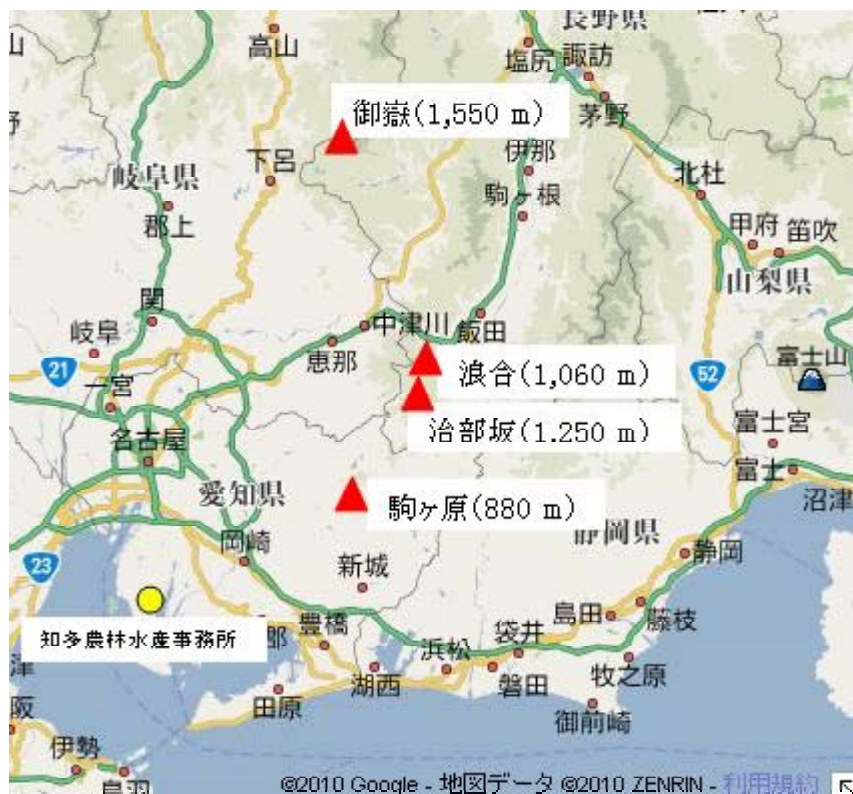 山
高山
長野県
塩尻
諏訪
御嶽(1,550 m)
茅野
伊那
下呂
岐阜県
駒ヶ根
北杜
郡上
甲府
笛吹
山梨県
関
中津川
飯田
岐阜
恵那
21
浪合(1,060 m)
52
富士山
一宮
治部坂(1.250 m)
富士宮
名古屋
富士
愛知県
駒ヶ原(880 m)
沼津
静岡県
岡崎
静岡
23
新城
島田
藤枝
知多農林水産事務所
郡
豊橋
袋井
浜松
牧之原
津
湖西
磐田
田原
阪
御前崎
伊勢
鳥羽
©2010 Google - 地図データ ©2010 ZENRIN - 利用規約